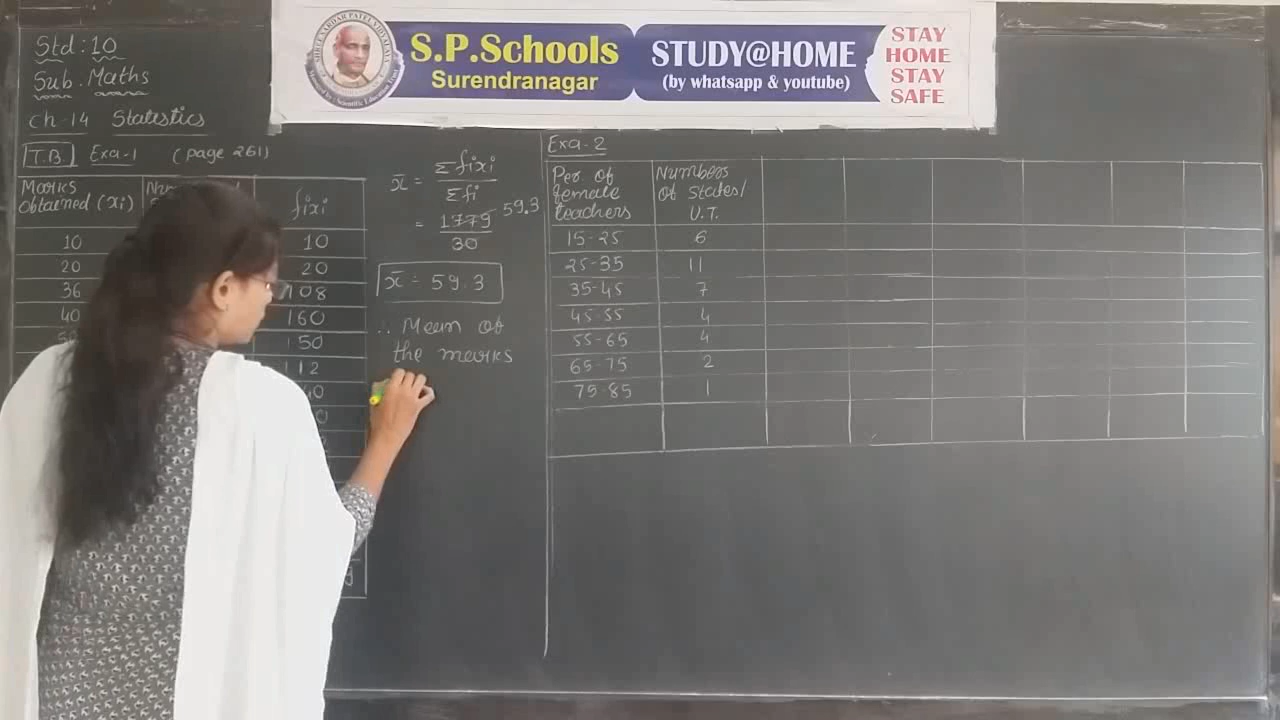 S.P.Schools
Surendranagar
STUDY@HOME
(by whatsapp & youtube)
STAY
HOME
STAY
SAFE
Std : 10
Sub. Maths
Ch-14 Statistics
T.B. Exa-1 (page 261)
Marks
Obtained (xi)
fixi
10 10
20 20
36 108
40 160
150
112
x̄ = Σfixi
Σfi
= 1779 59.3
30
x̄ = 59.3
∴ Mean of
the marks
Exa-2
Per. of female teachers | Numbers of States/ U.T.
15-25 6
25-35 11
35-45 7
45-55 4
55-65 4
65-75 2
75-85 1